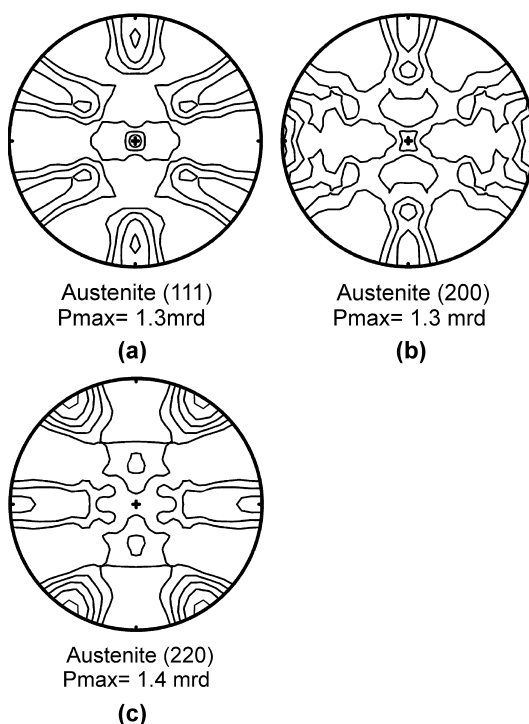 Austenite (111)
Pmax= 1.3mrd
(a)
Austenite (200)
Pmax= 1.3 mrd
(b)
Austenite (220)
Pmax= 1.4 mrd
(c)